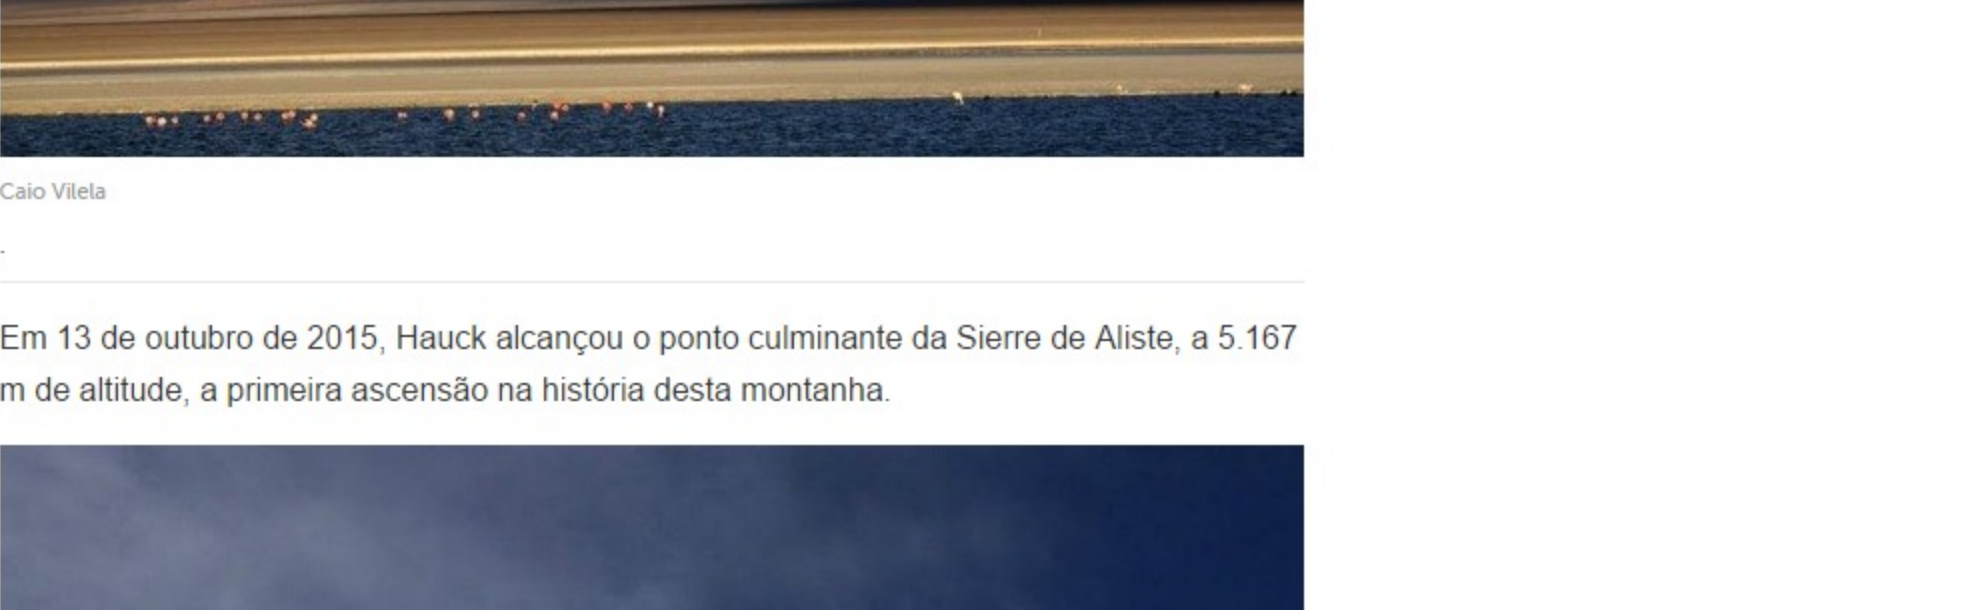 Caio Vilela
.
Em 13 de outubro de 2015, Hauck alcançou o ponto culminante da Sierre de Aliste, a 5.167
m de altitude, a primeira ascensão na história desta montanha.